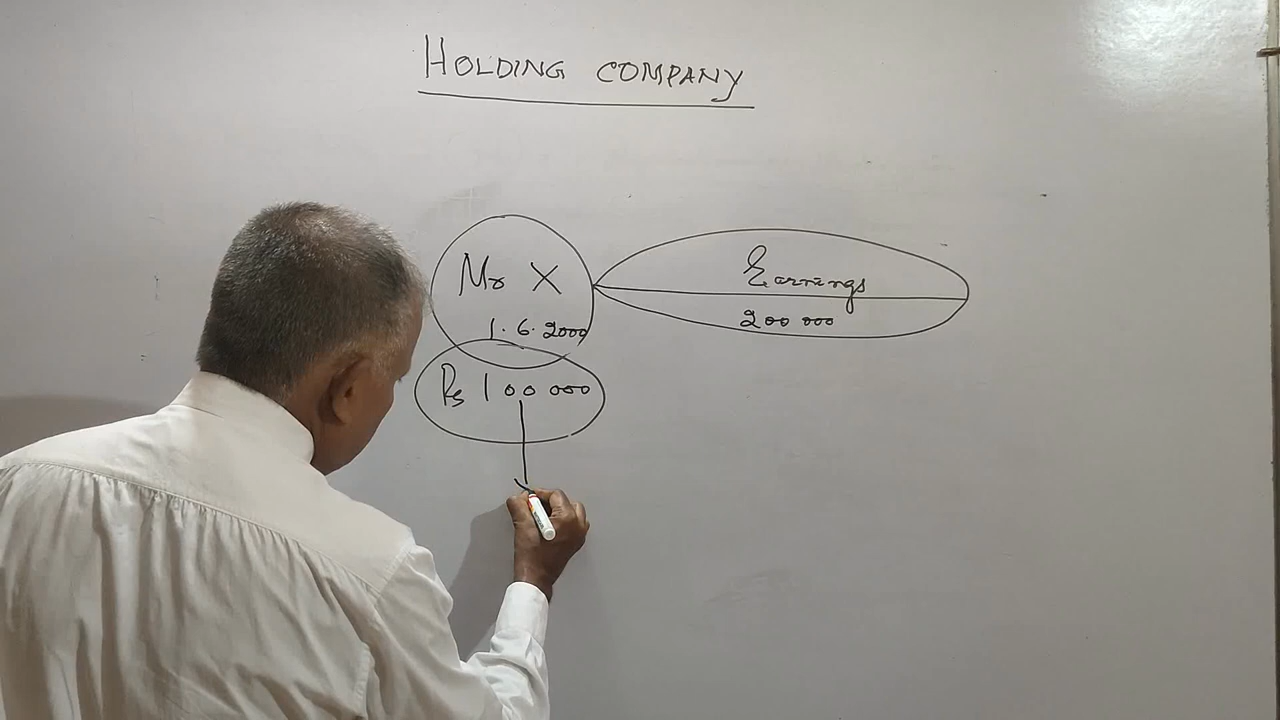 HOLDING COMPANY
Mr X
1.6.2000
Rs 100 000
Earnings
200 000